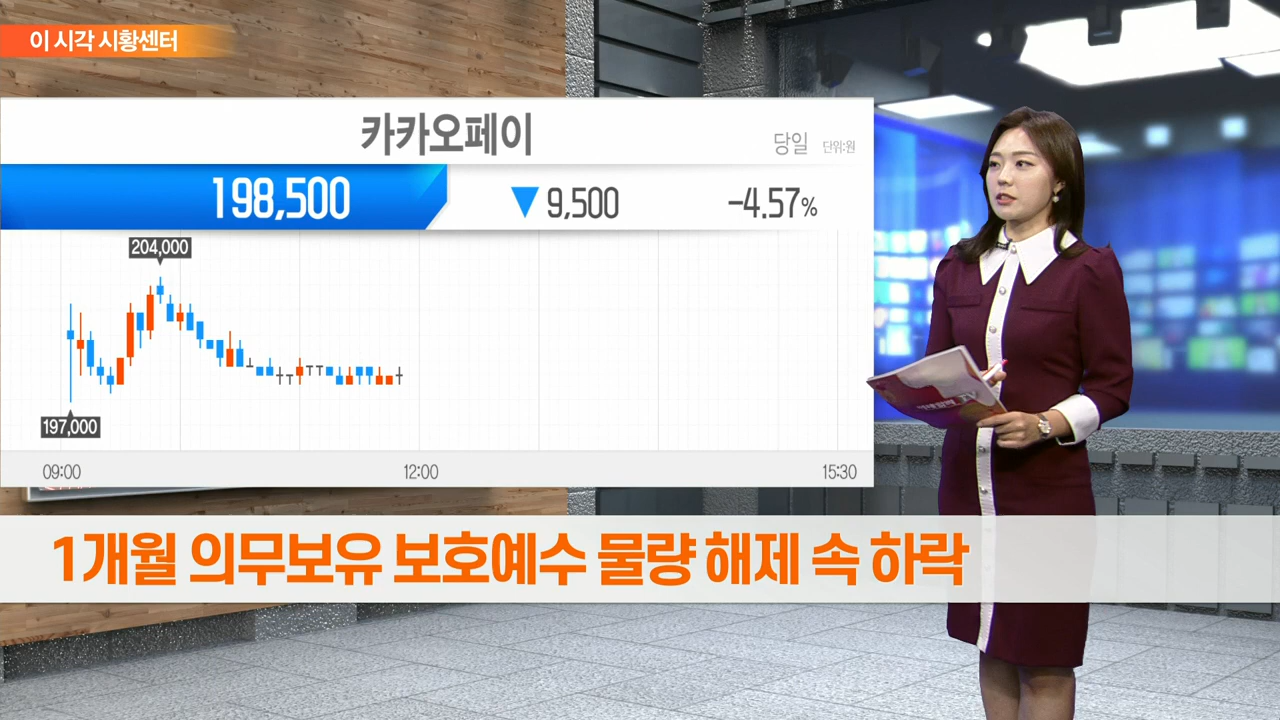 이 시각 시황센터
카카오페이
당일 단위:원
198,500 ▼ 9,500 -4.57%
204,000
197,000
09:00 12:00 15:30
1개월 의무보유 보호예수 물량 해제 속 하락